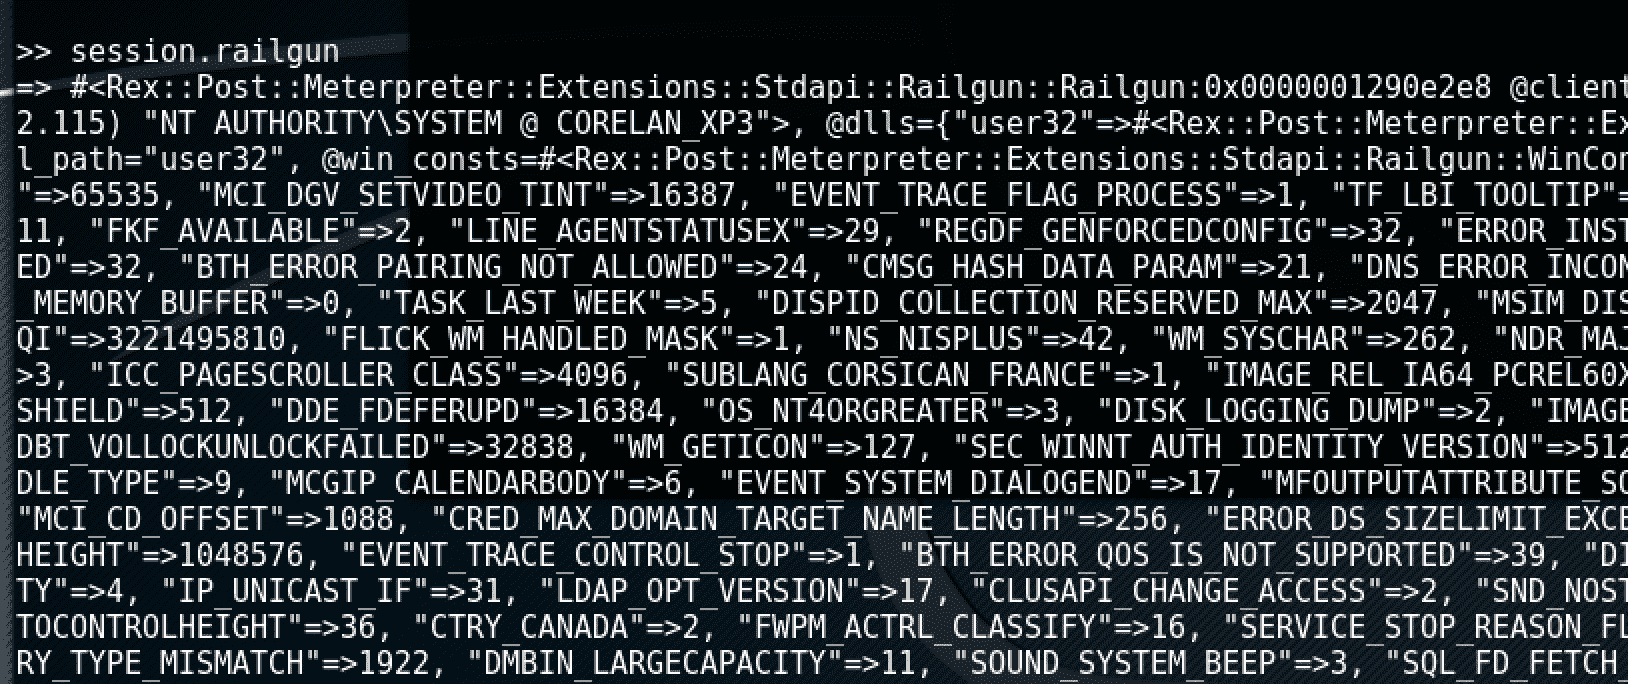 >> session.railgun
=> #<Rex::Post::Meterpreter::Extensions::Stdapi::Railgun::Railgun:0x0000001290e2e8 @client
2.115) "NT AUTHORITY\SYSTEM @ CORELAN_XP3">, @dlls={"user32"=>#<Rex::Post::Meterpreter::Ex
l_path="user32", @win_consts=#<Rex::Post::Meterpreter::Extensions::Stdapi::Railgun::WinCon
"=>65535, "MCI_DGV_SETVIDEO_TINT"=>16387, "EVENT_TRACE_FLAG_PROCESS"=>1, "TF_LBI_TOOLTIP"=
11, "FKF_AVAILABLE"=>2, "LINE_AGENTSTATUSEX"=>29, "REGDF_GENFORCEDCONFIG"=>32, "ERROR_INST
ED"=>32, "BTH_ERROR_PAIRING_NOT_ALLOWED"=>24, "CMSG_HASH_DATA_PARAM"=>21, "DNS_ERROR_INCON
_MEMORY_BUFFER"=>0, "TASK_LAST_WEEK"=>5, "DISPID_COLLECTION_RESERVED_MAX"=>2047, "MSIM_DIS
QI"=>3221495810, "FLICK_WM_HANDLED_MASK"=>1, "NS_NISPLUS"=>42, "WM_SYSCHAR"=>262, "NDR_MAJ
>3, "ICC_PAGESCROLLER_CLASS"=>4096, "SUBLANG_CORSICAN_FRANCE"=>1, "IMAGE_REL_IA64_PCREL60X
SHIELD"=>512, "DDE_FDEFERUPD"=>16384, "OS_NT4ORGREATER"=>3, "DISK_LOGGING_DUMP"=>2, "IMAGE
DBT_VOLLOCKUNLOCKFAILED"=>32838, "WM_GETICON"=>127, "SEC_WINNT_AUTH_IDENTITY_VERSION"=>512
DLE_TYPE"=>9, "MCGIP_CALENDARBODY"=>6, "EVENT_SYSTEM_DIALOGEND"=>17, "MFOUTPUTATTRIBUTE_SO
"MCI_CD_OFFSET"=>1088, "CRED_MAX_DOMAIN_TARGET_NAME_LENGTH"=>256, "ERROR_DS_SIZELIMIT_EXCE
HEIGHT"=>1048576, "EVENT_TRACE_CONTROL_STOP"=>1, "BTH_ERROR_QOS_IS_NOT_SUPPORTED"=>39, "DI
TY"=>4, "IP_UNICAST_IF"=>31, "LDAP_OPT_VERSION"=>17, "CLUSAPI_CHANGE_ACCESS"=>2, "SND_NOST
TOCONTROLHEIGHT"=>36, "CTRY_CANADA"=>2, "FWPM_ACTRL_CLASSIFY"=>16, "SERVICE_STOP_REASON_FL
RY_TYPE_MISMATCH"=>1922, "DMBIN_LARGECAPACITY"=>11, "SOUND_SYSTEM_BEEP"=>3, "SQL_FD_FETCH_